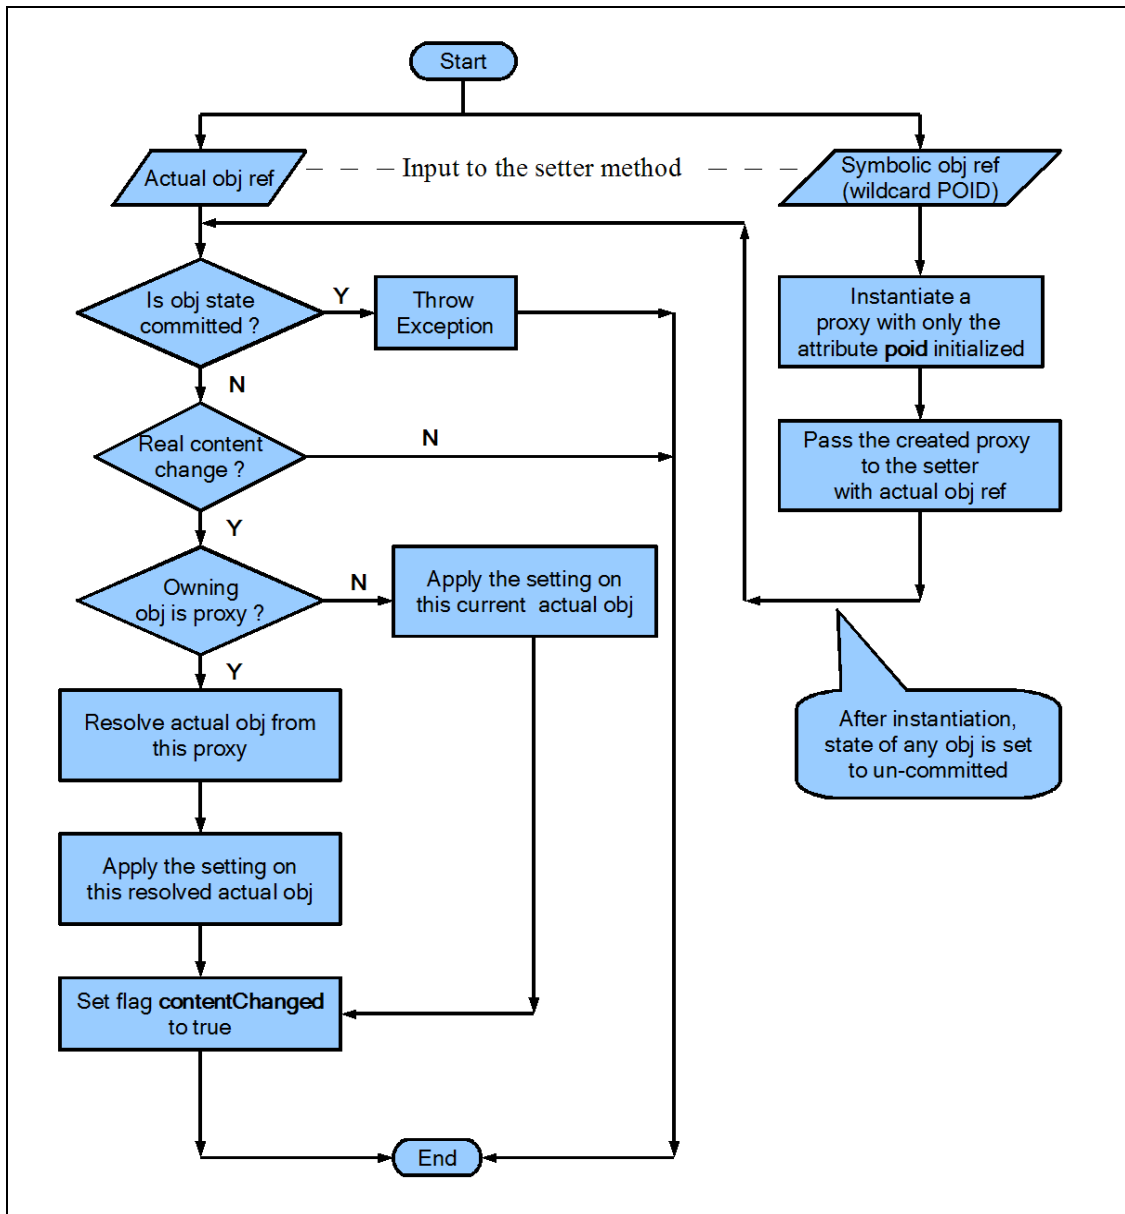 Start
Actual obj ref
Input to the setter method
Symbolic obj ref
(wildcard POID)
Is obj state
committed ?
Y
Throw
Exception
Instantiate a
proxy with only the
attribute poid initialized
N
Real content
change ?
N
Pass the created proxy
to the setter
with actual obj ref
Y
Owning
obj is proxy ?
N
Apply the setting on
this current actual obj
Y
Resolve actual obj from
this proxy
After instantiation,
state of any obj is set
to un-committed
Apply the setting on
this resolved actual obj
Set flag contentChanged
to true
End